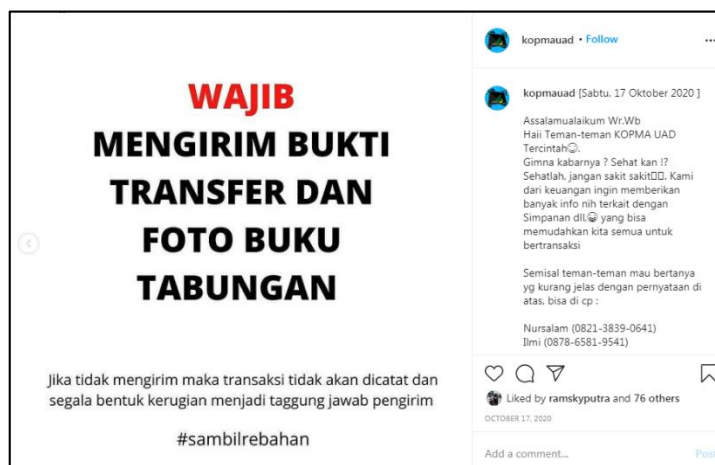 WAJIB
MENGIRIM BUKTI
TRANSFER DAN
FOTO BUKU
TABUNGAN
Jika tidak mengirim maka transaksi tidak akan dicatat dan
segala bentuk kerugian menjadi taggung jawab pengirim
#sambilrebahan
kopmauad • Follow
kopmauad [Sabtu, 17 Oktober 2020 ]
Assalamualaikum Wr.Wb
Haii Teman-teman KOPMA UAD
Tercintah😊.
Gimna kabarnya ? Sehat kan !?
Sehatlah, jangan sakit sakit□□. Kami
dari keuangan ingin memberikan
banyak info nih terkait dengan
Simpanan dll.😀 yang bisa
memudahkan kita semua untuk
bertransaksi
Semisal teman-teman mau bertanya
yg kurang jelas dengan pernyataan di
atas, bisa di cp :
Nursalam (0821-3839-0641)
Ilmi (0878-6581-9541)
Liked by ramskyputra and 76 others
OCTOBER 17, 2020
Add a comment...
Post